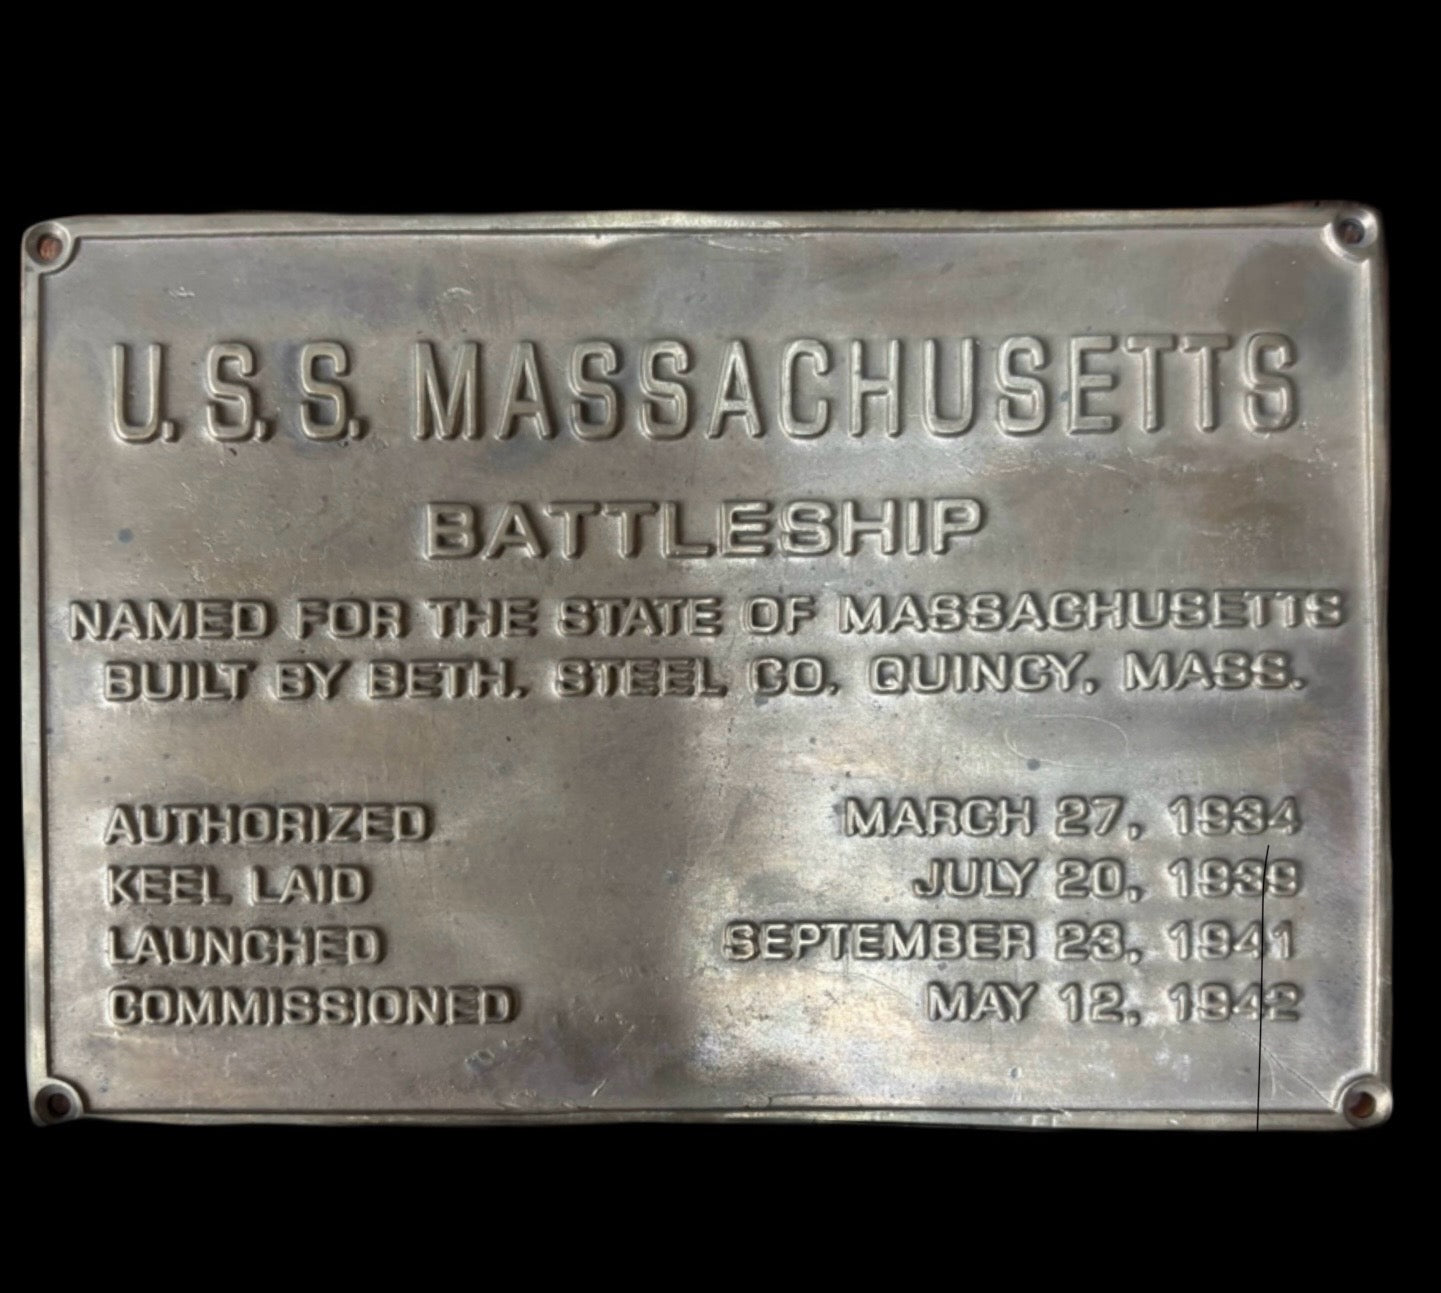 U.S.S. MASSACHUSETTS
BATTLESHIP
NAMED FOR THE STATE OF MASSACHUSETTS
BUILT BY BETH. STEEL CO. QUINCY, MASS.
AUTHORIZED MARCH 27, 1934
KEEL LAID JULY 20, 1939
LAUNCHED SEPTEMBER 23, 1941
COMMISSIONED MAY 12, 1942